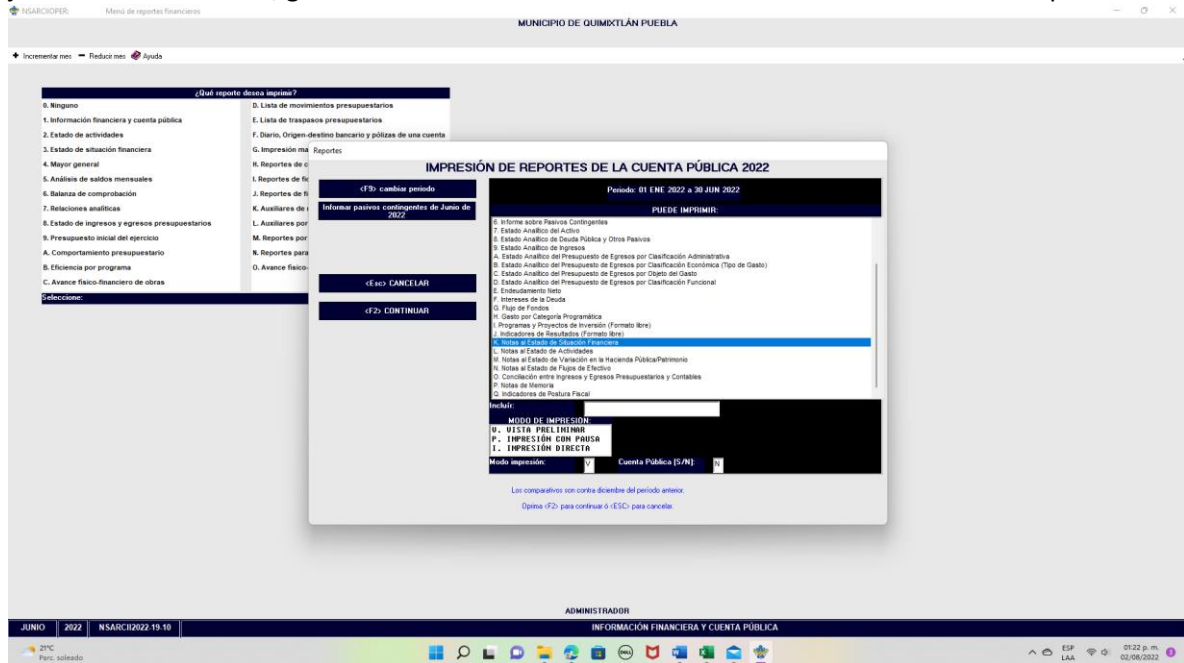 NSARCIIOPER: Menú de reportes financieros
MUNICIPIO DE QUIMIXTLÁN PUEBLA
Incrementar mes Reducir mes Ayuda
¿Qué reporte desea imprimir?
0. Ninguno
1. Información financiera y cuenta pública
2. Estado de actividades
3. Estado de situación financiera
4. Mayor general
5. Análisis de saldos mensuales
6. Balanza de comprobación
7. Relaciones analíticas
8. Estado de ingresos y egresos presupuestarios
9. Presupuesto inicial del ejercicio
A. Comportamiento presupuestario
B. Eficiencia por programa
C. Avance físico-financiero de obras
D. Lista de movimientos presupuestarios
E. Lista de traspasos presupuestarios
F. Diario, Origen-destino bancario y pólizas de una cuenta
G. Impresión ma
H. Reportes de c
I. Reportes de fic
J. Reportes de fi
K. Auxiliares de
L. Auxiliares por
M. Reportes por
N. Reportes para
O. Avance físico-
Seleccione:
Reportes
IMPRESIÓN DE REPORTES DE LA CUENTA PÚBLICA 2022
<F9> cambiar periodo
Informar pasivos contingentes de Junio de
2022
<Esc> CANCELAR
<F2> CONTINUAR
Periodo: 01 ENE 2022 a 30 JUN 2022
PUEDE IMPRIMIR:
6. Informe sobre Pasivos Contingentes
7. Estado Analítico del Activo
8. Estado Analítico de Deuda Pública y Otros Pasivos
9. Estado Analítico de Ingresos
A. Estado Analítico del Presupuesto de Egresos por Clasificación Administrativa
B. Estado Analítico del Presupuesto de Egresos por Clasificación Económica (Tipo de Gasto)
C. Estado Analítico del Presupuesto de Egresos por Objeto del Gasto
D. Estado Analítico del Presupuesto de Egresos por Clasificación Funcional
E. Endeudamiento Neto
F. Intereses de la Deuda
G. Flujo de Fondos
H. Gasto por Categoría Programática
I. Programas y Proyectos de Inversión (Formato libre)
J. Indicadores de Resultados (Formato libre)
K. Notas al Estado de Situación Financiera
L. Notas al Estado de Actividades
M. Notas al Estado de Variación en la Hacienda Pública/Patrimonio
N. Notas al Estado de Flujos de Efectivo
O. Conciliación entre Ingresos y Egresos Presupuestarios y Contables
P. Notas de Memoria
Q. Indicadores de Postura Fiscal
Incluir:
MODO DE IMPRESIÓN:
V. VISTA PRELIMINAR
P. IMPRESIÓN CON PAUSA
I. IMPRESIÓN DIRECTA
Modo impresión: V Cuenta Pública [S/N]: N
Los comparativos son contra diciembre del período anterior.
Oprima <F2> para continuar ó <ESC> para cancelar.
ADMINISTRADOR
JUNIO 2022 NSARCII2022-19-10 INFORMACIÓN FINANCIERA Y CUENTA PÚBLICA
21°C
Parc. soleado
ESP
LAA
01:22 p. m.
02/08/2022